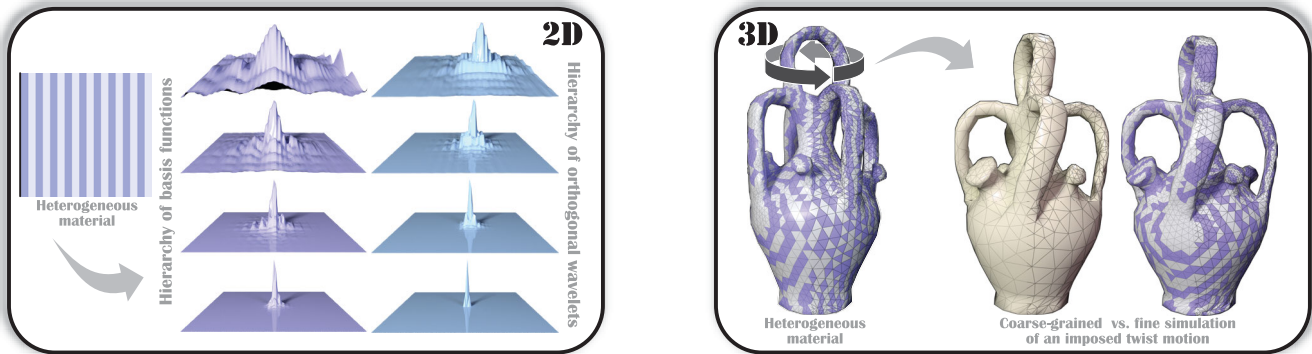 2D
Heterogeneous
material
Hierarchy of basis functions
Hierarchy of orthogonal wavelets
3D
Heterogeneous
material
Coarse-grained vs. fine simulation
of an imposed twist motion